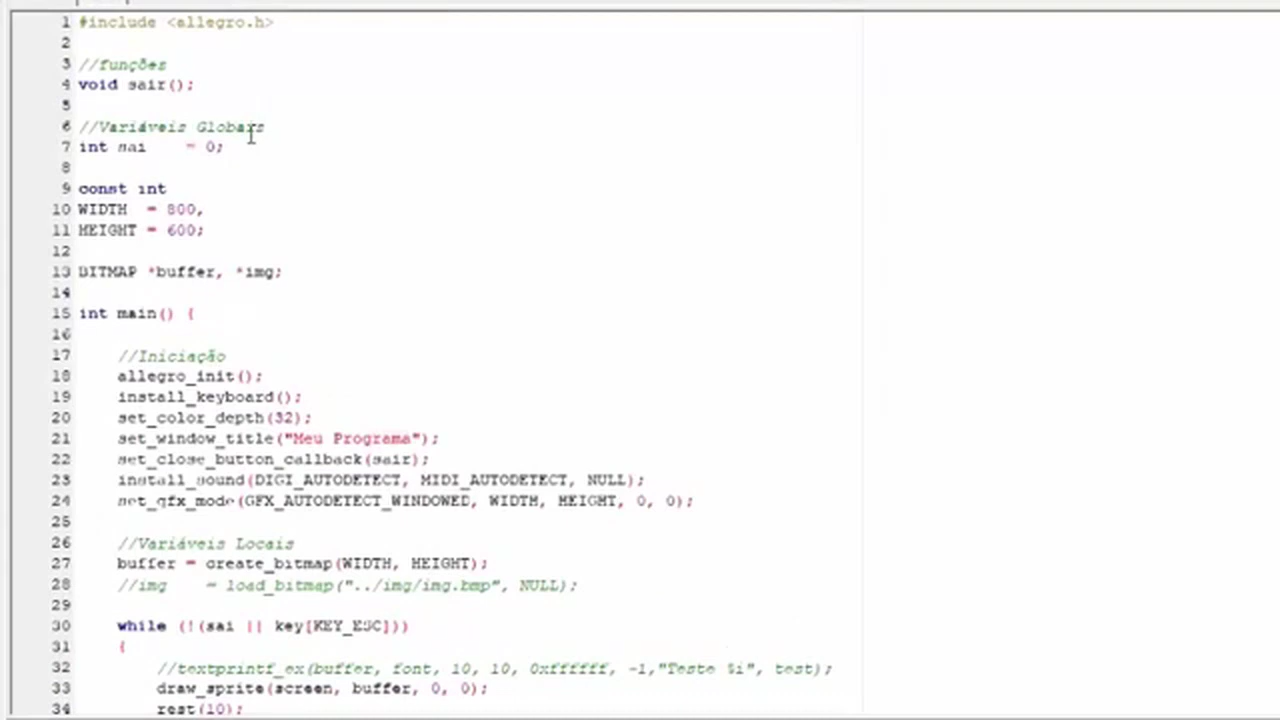 1 #include <allegro.h>
2
3 //funções
4 void sair();
5
6 //Variáveis Globais
7 int sai    = 0;
8
9 const int
10 WIDTH  = 800,
11 HEIGHT = 600;
12
13 BITMAP *buffer, *img;
14
15 int main() {
16
17     //Iniciação
18     allegro_init();
19     install_keyboard();
20     set_color_depth(32);
21     set_window_title("Meu Programa");
22     set_close_button_callback(sair);
23     install_sound(DIGI_AUTODETECT, MIDI_AUTODETECT, NULL);
24     set_gfx_mode(GFX_AUTODETECT_WINDOWED, WIDTH, HEIGHT, 0, 0);
25
26     //Variáveis Locais
27     buffer = create_bitmap(WIDTH, HEIGHT);
28     //img    = load_bitmap("../img/img.bmp", NULL);
29
30     while (!(sai || key[KEY_ESC]))
31     {
32         //textprintf_ex(buffer, font, 10, 10, 0xffffff, -1,"Teste %i", test);
33         draw_sprite(screen, buffer, 0, 0);
34         rest(10);